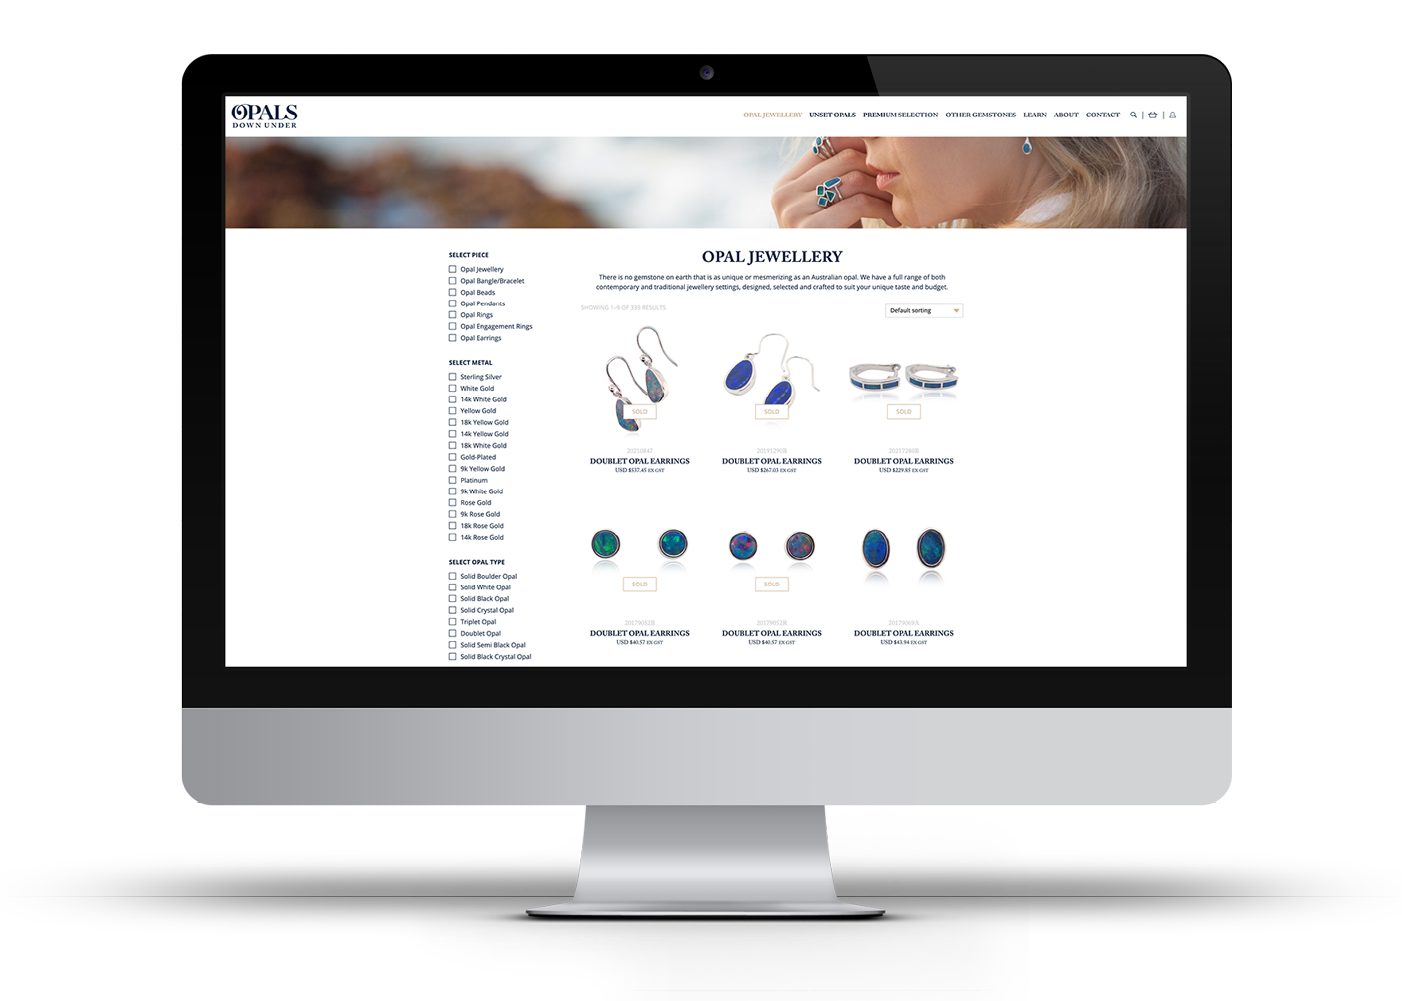 OPALS
DOWN UNDER
OPAL JEWELLERY UNSET OPALS PREMIUM SELECTION OTHER GEMSTONES LEARN ABOUT CONTACT
SELECT PIECE
Opal Jewellery
Opal Bangle/Bracelet
Opal Beads
Opal Pendants
Opal Rings
Opal Engagement Rings
Opal Earrings
SELECT METAL
Sterling Silver
White Gold
14k White Gold
Yellow Gold
18k Yellow Gold
14k Yellow Gold
18k White Gold
Gold-Plated
9k Yellow Gold
Platinum
9k White Gold
Rose Gold
9k Rose Gold
18k Rose Gold
14k Rose Gold
SELECT OPAL TYPE
Solid Boulder Opal
Solid White Opal
Solid Black Opal
Solid Crystal Opal
Triplet Opal
Doublet Opal
Solid Semi Black Opal
Solid Black Crystal Opal
OPAL JEWELLERY
There is no gemstone on earth that is as unique or mesmerizing as an Australian opal. We have a full range of both
contemporary and traditional jewellery settings, designed, selected and crafted to suit your unique taste and budget.
SHOWING 1–9 OF 330 RESULTS
Default sorting
SOLD SOLD SOLD
20210847 20191290B 20217280B
DOUBLET OPAL EARRINGS DOUBLET OPAL EARRINGS DOUBLET OPAL EARRINGS
USD $537.45 EX GST USD $267.03 EX GST USD $229.85 EX GST
SOLD SOLD
20179052B 20179052R 20179069A
DOUBLET OPAL EARRINGS DOUBLET OPAL EARRINGS DOUBLET OPAL EARRINGS
USD $40.57 EX GST USD $40.57 EX GST USD $43.94 EX GST